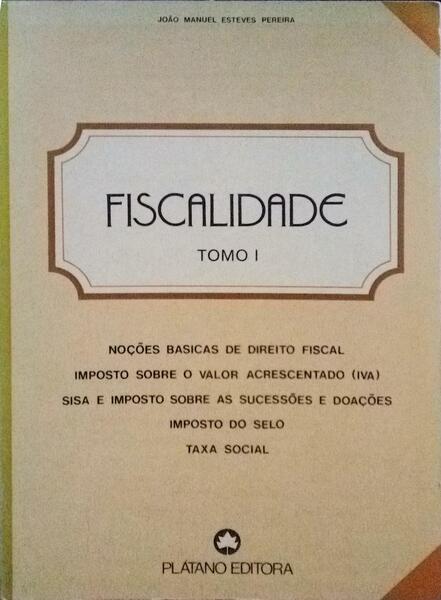 JOÃO MANUEL ESTEVES PEREIRA
FISCALIDADE
TOMO I
NOÇÕES BASICAS DE DIREITO FISCAL
IMPOSTO SOBRE O VALOR ACRESCENTADO (IVA)
SISA E IMPOSTO SOBRE AS SUCESSÕES E DOAÇÕES
IMPOSTO DO SELO
TAXA SOCIAL
PLÁTANO EDITORA